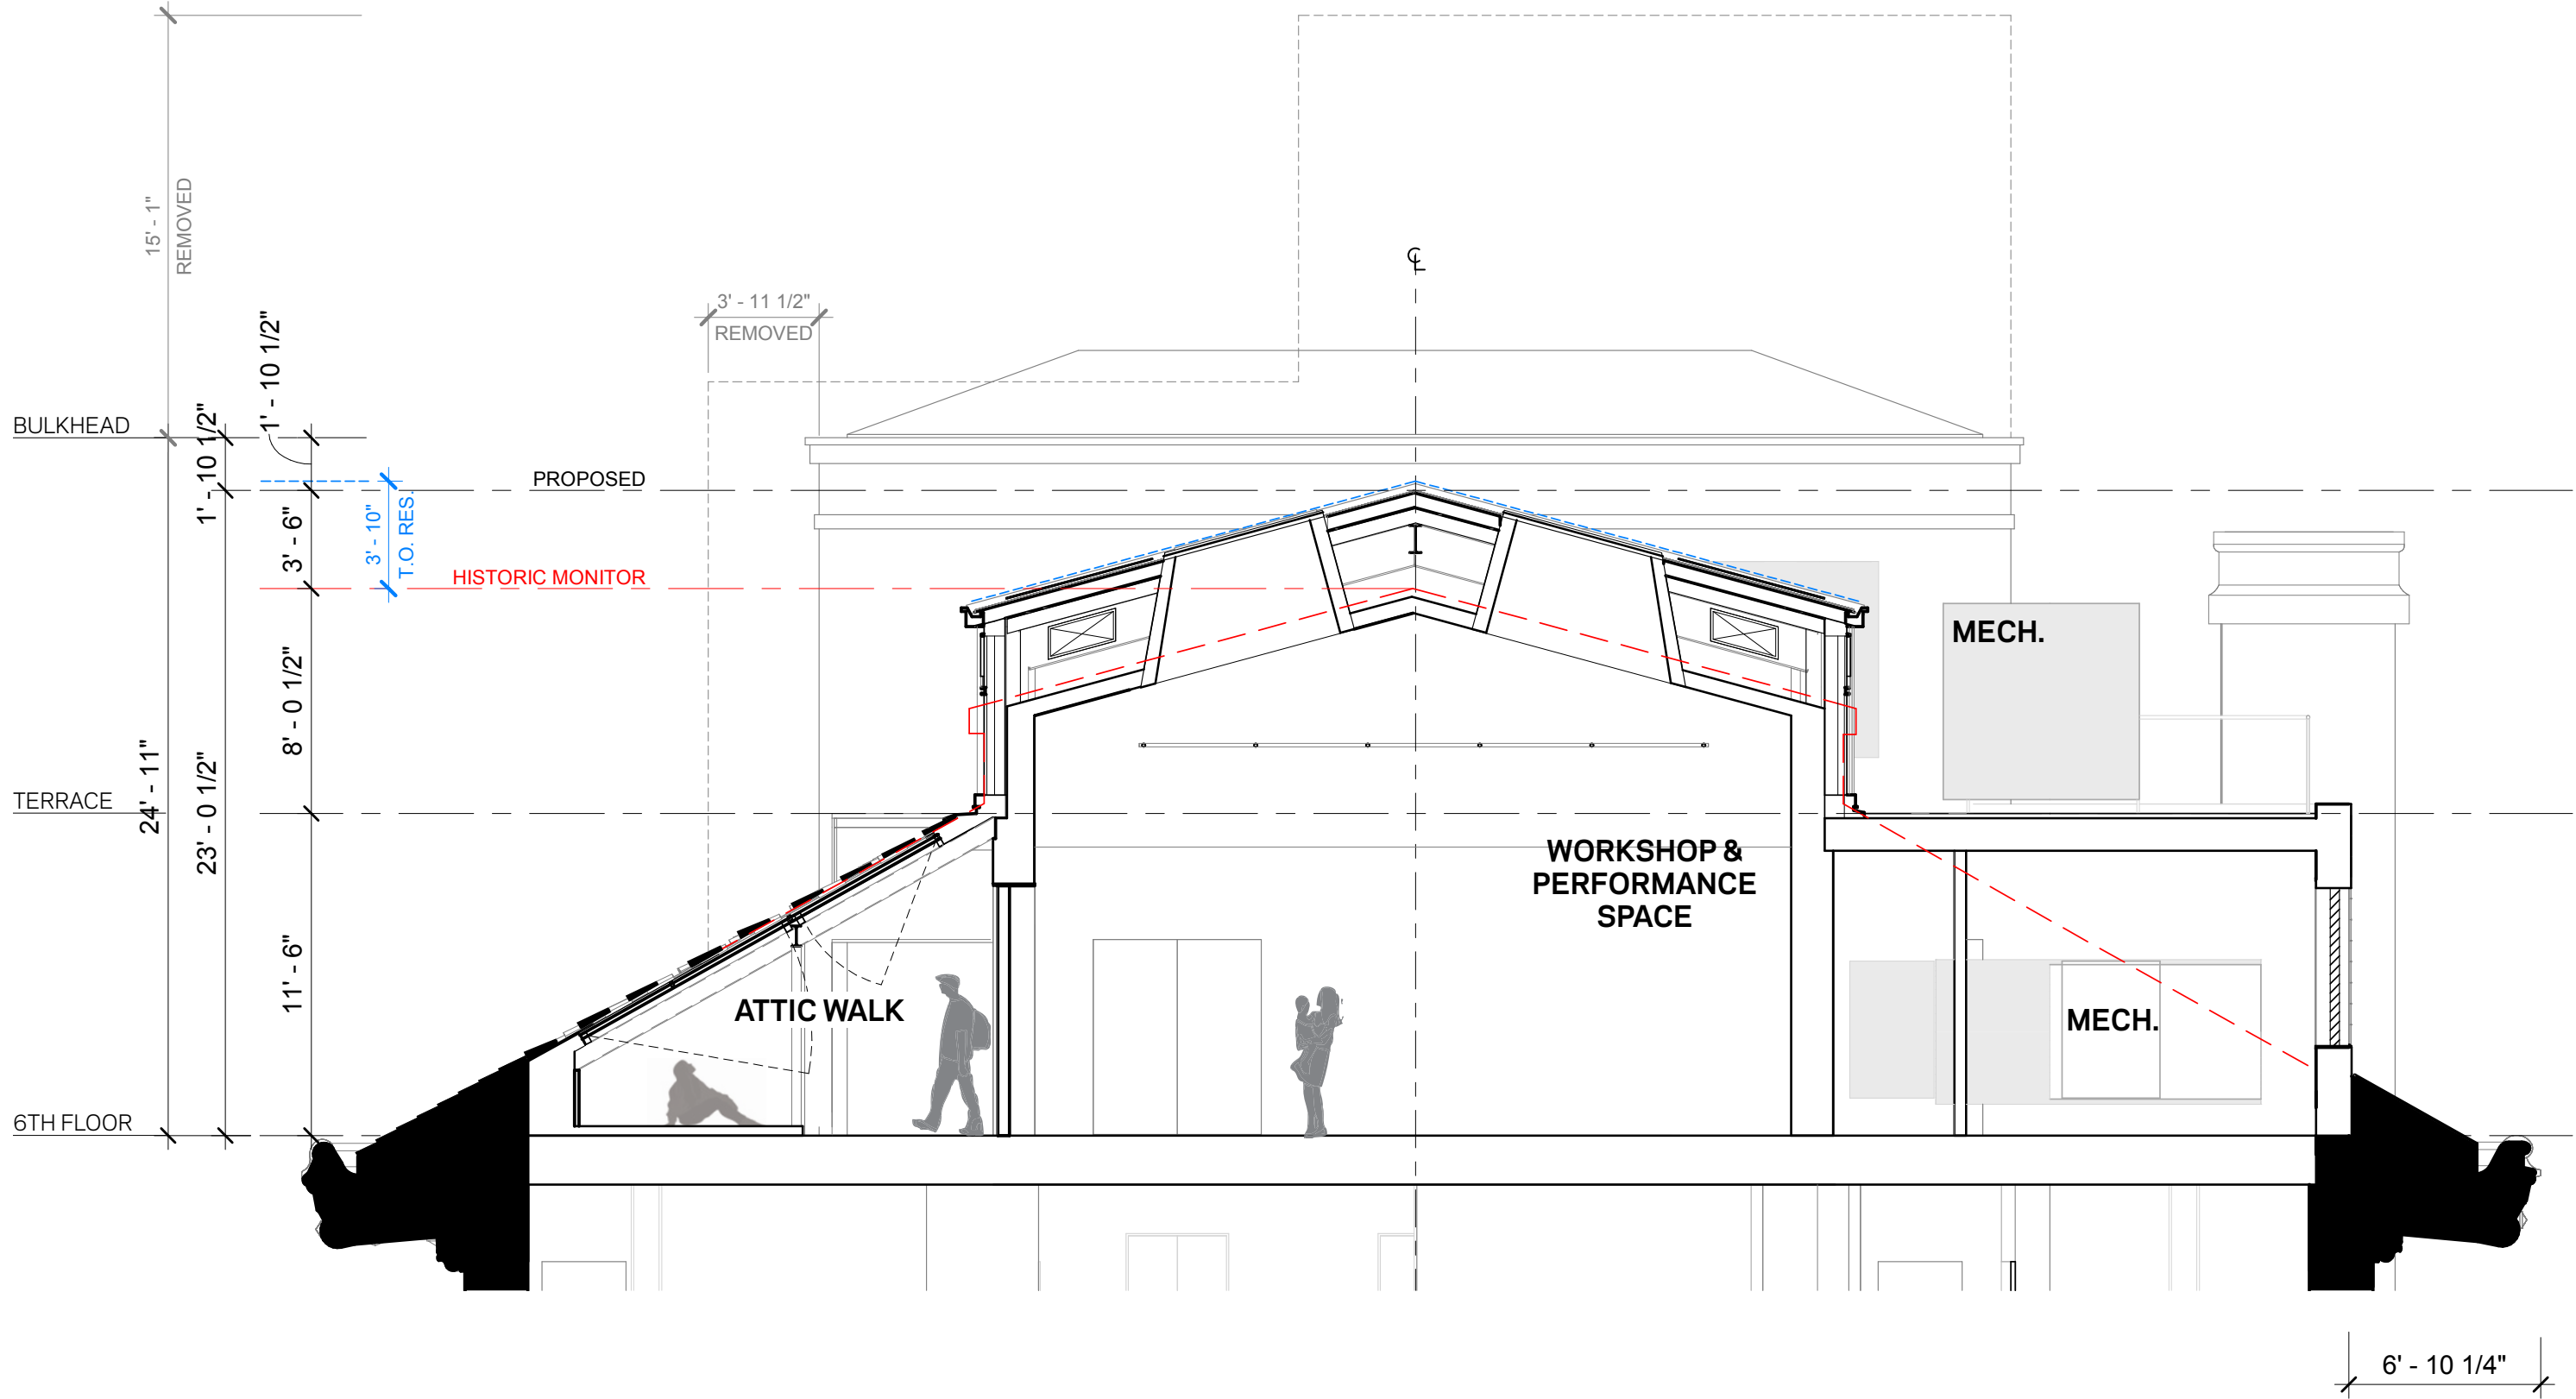 15' - 1"
REMOVED
3' - 11 1/2"
REMOVED
℄
1' - 10 1/2"
1' - 10 1/2"
BULKHEAD
PROPOSED
3' - 6"
3' - 10"
T.O. RES.
HISTORIC MONITOR
MECH.
8' - 0 1/2"
24' - 11"
23' - 0 1/2"
TERRACE
WORKSHOP &
PERFORMANCE
SPACE
11' - 6"
ATTIC WALK
MECH.
6TH FLOOR
6' - 10 1/4"